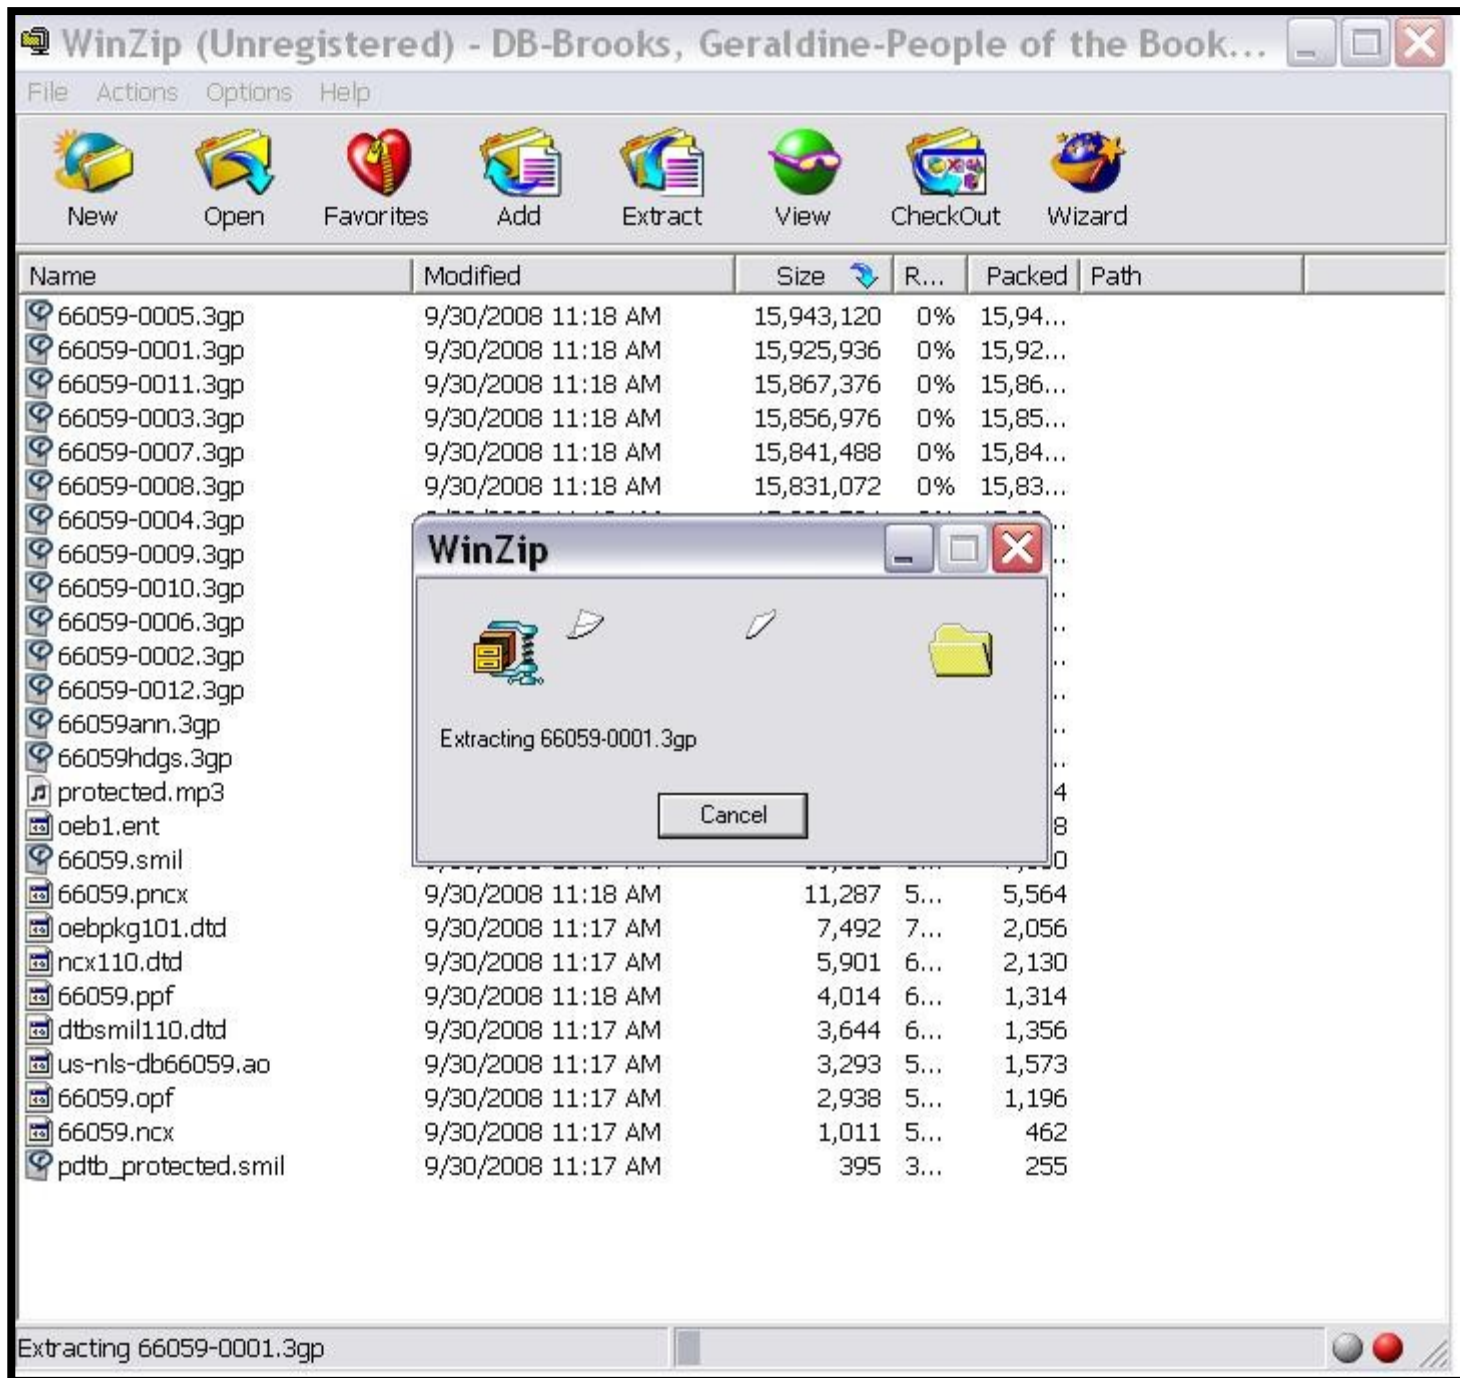 WinZip (Unregistered) - DB-Brooks, Geraldine-People of the Book...
File Actions Options Help
New Open Favorites Add Extract View CheckOut Wizard
Name Modified Size R... Packed Path
66059-0005.3gp 9/30/2008 11:18 AM 15,943,120 0% 15,94...
66059-0001.3gp 9/30/2008 11:18 AM 15,925,936 0% 15,92...
66059-0011.3gp 9/30/2008 11:18 AM 15,867,376 0% 15,86...
66059-0003.3gp 9/30/2008 11:18 AM 15,856,976 0% 15,85...
66059-0007.3gp 9/30/2008 11:18 AM 15,841,488 0% 15,84...
66059-0008.3gp 9/30/2008 11:18 AM 15,831,072 0% 15,83...
66059-0004.3gp
66059-0009.3gp
66059-0010.3gp
66059-0006.3gp
66059-0002.3gp
66059-0012.3gp
66059ann.3gp
66059hdgs.3gp
protected.mp3 4
oeb1.ent 8
66059.smil 0
WinZip
Extracting 66059-0001.3gp
Cancel
66059.pncx 9/30/2008 11:18 AM 11,287 5... 5,564
oebpkg101.dtd 9/30/2008 11:17 AM 7,492 7... 2,056
ncx110.dtd 9/30/2008 11:17 AM 5,901 6... 2,130
66059.ppf 9/30/2008 11:18 AM 4,014 6... 1,314
dtbsmil110.dtd 9/30/2008 11:17 AM 3,644 6... 1,356
us-nls-db66059.ao 9/30/2008 11:17 AM 3,293 5... 1,573
66059.opf 9/30/2008 11:17 AM 2,938 5... 1,196
66059.ncx 9/30/2008 11:17 AM 1,011 5... 462
pdtb_protected.smil 9/30/2008 11:17 AM 395 3... 255
Extracting 66059-0001.3gp